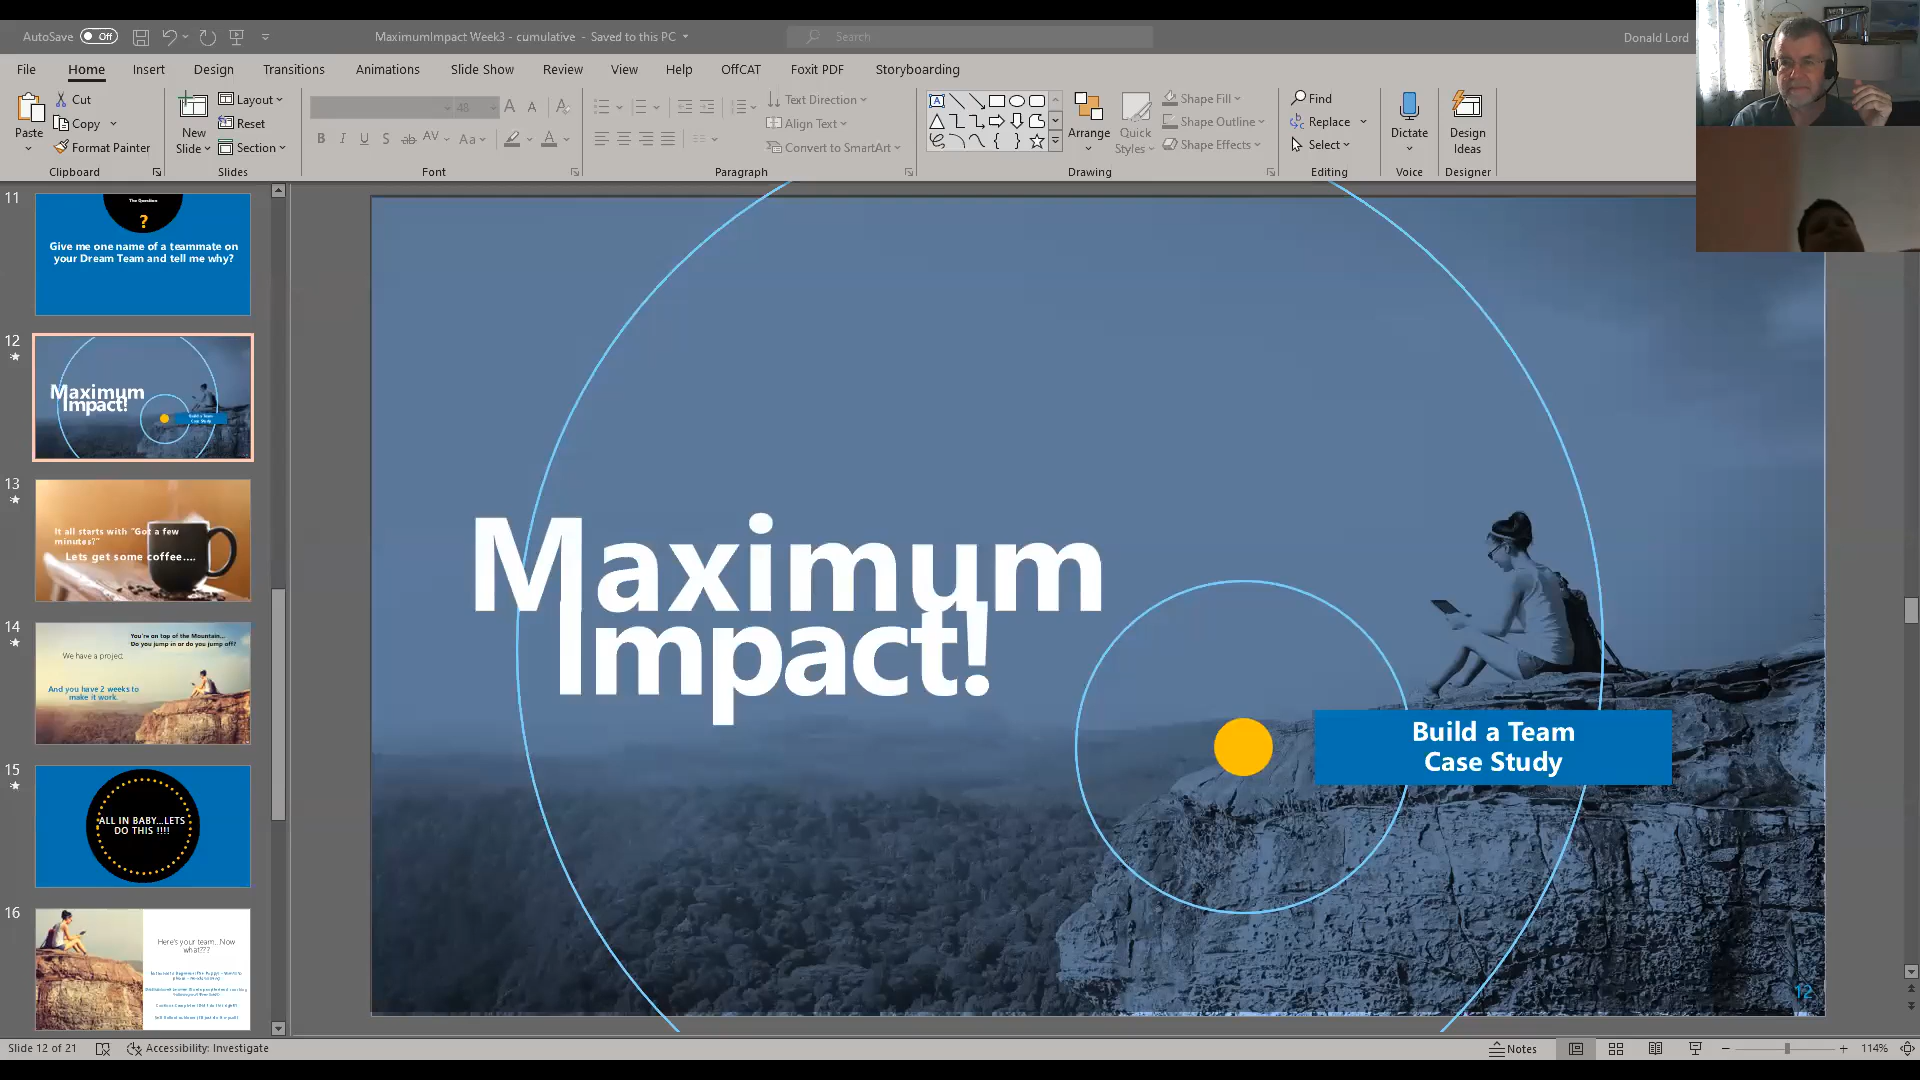 AutoSave Off
MaximumImpact Week3 - cumulative - Saved to this PC
Search
Donald Lord
File Home Insert Design Transitions Animations Slide Show Review View Help OffCAT Foxit PDF Storyboarding
Paste
Cut
Copy
Format Painter
Clipboard
New
Slide
Layout
Reset
Section
Slides
48
Font
Text Direction
Align Text
Convert to SmartArt
Paragraph
Arrange
Quick
Styles
Shape Fill
Shape Outline
Shape Effects
Drawing
Find
Replace
Select
Editing
Dictate
Voice
Design
Ideas
Designer
11
The Question
?
Give me one name of a teammate on
your Dream Team and tell me why?
12
Maximum
Impact!
Build a Team
Case Study
13
It all starts with "Got a few
minutes?"
Lets get some coffee....
14
You're on top of the Mountain...
Do you jump in or do you jump off?
We have a project
And you have 2 weeks to
make it work.
15
ALL IN BABY...LETS
DO THIS !!!!
16
Here's your team...Now
what???
Maximum
Impact!
Build a Team
Case Study
12
Slide 12 of 21
Accessibility: Investigate
Notes
114%